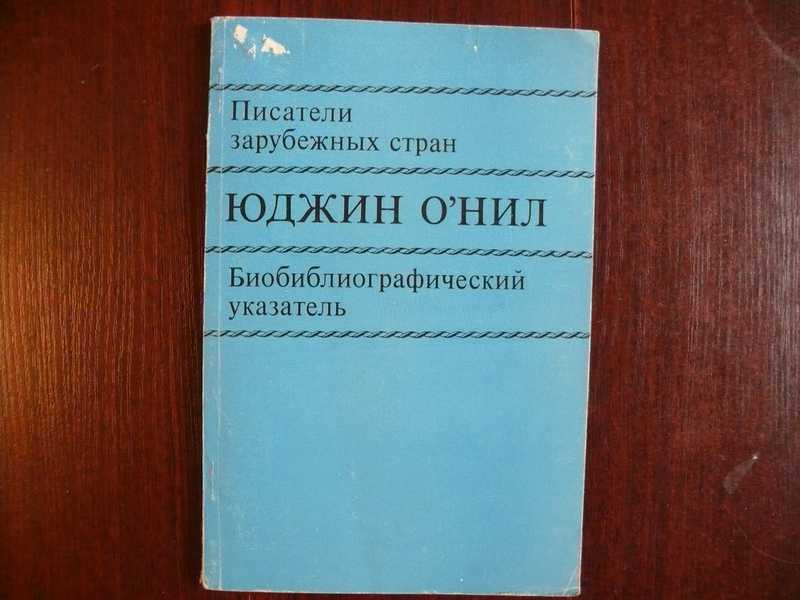 Писатели
зарубежных стран
ЮДЖИН О’НИЛ
Биобиблиографический
указатель